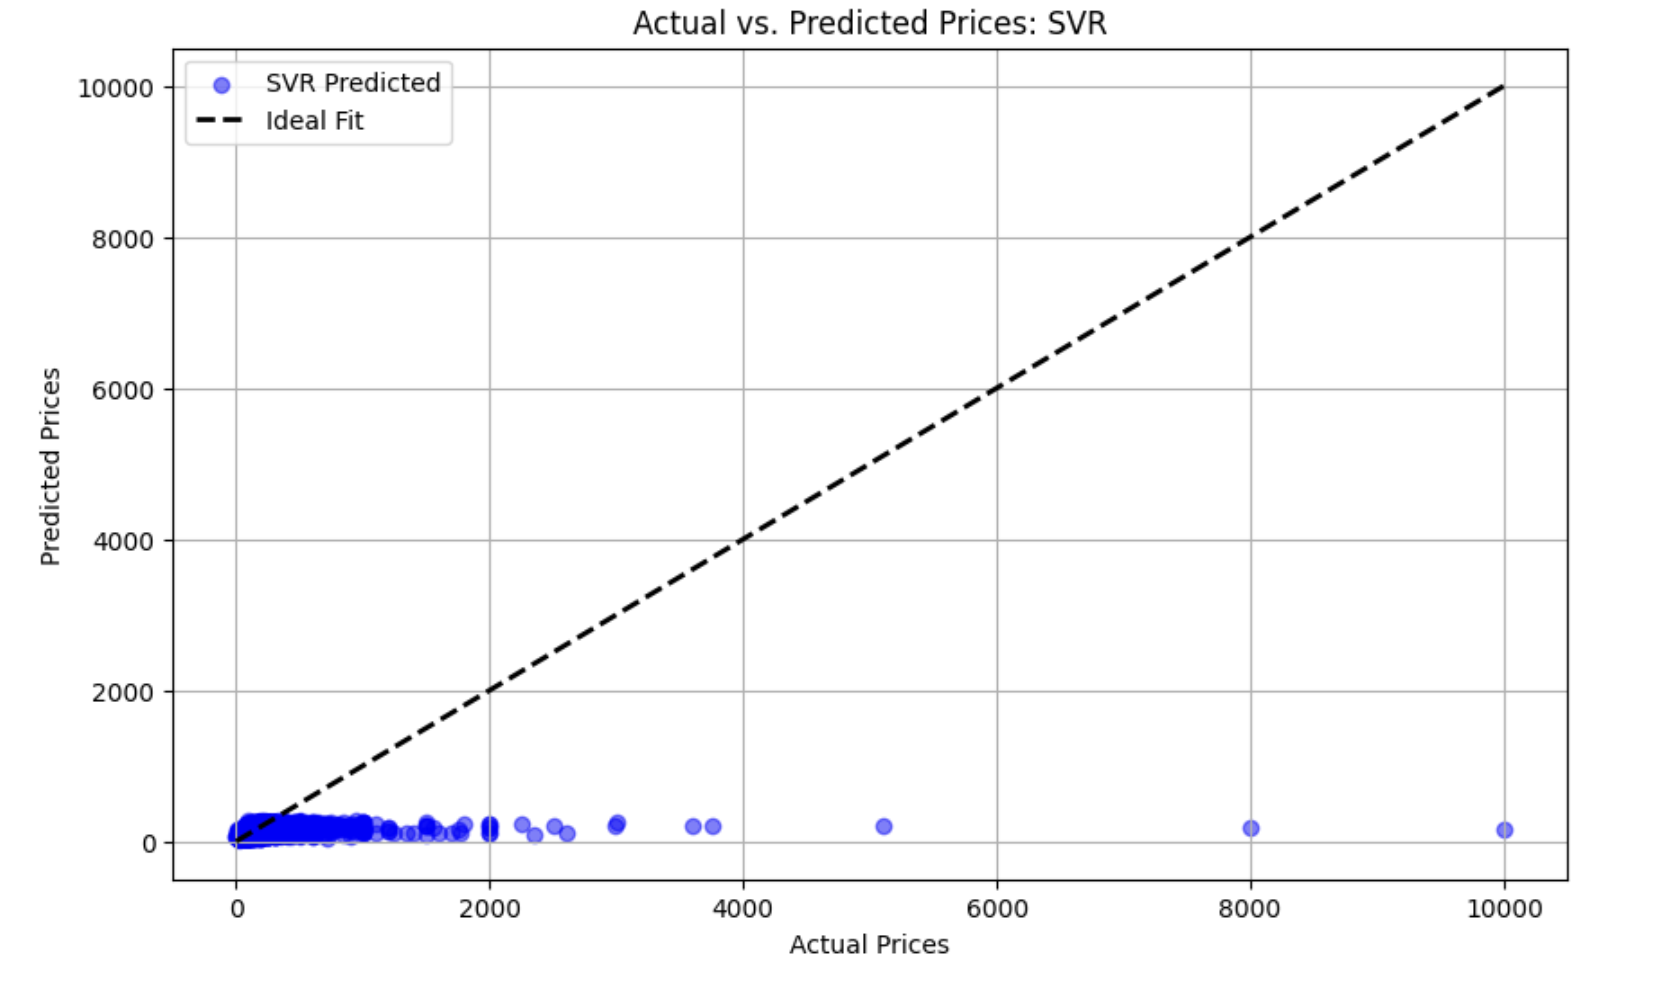 Actual vs. Predicted Prices: SVR
SVR Predicted
Ideal Fit
10000
8000
6000
4000
2000
0
Predicted Prices
0
2000
4000
6000
8000
10000
Actual Prices